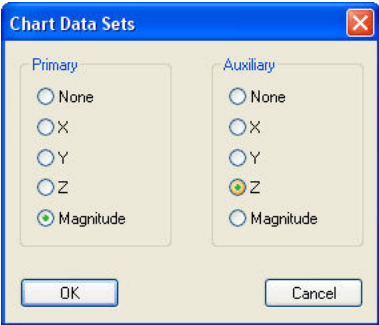 Chart Data Sets
Primary
None
X
Y
Z
Magnitude
Auxiliary
None
X
Y
Z
Magnitude
OK
Cancel